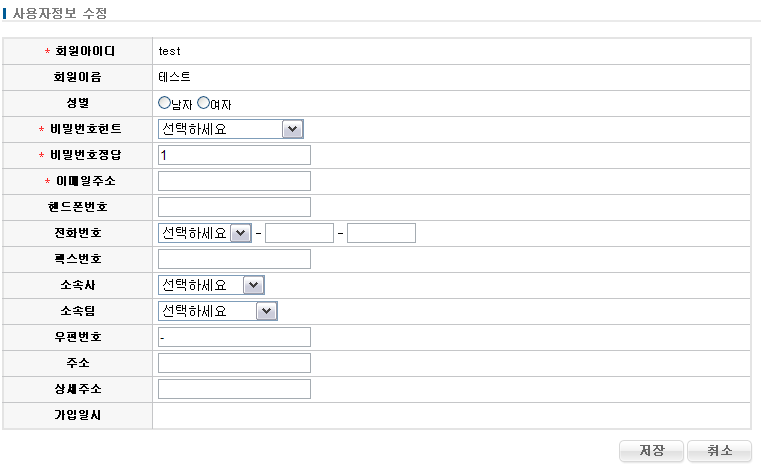 사용자정보 수정
* 회원아이디 test
회원이름 테스트
성별 남자 여자
* 비밀번호힌트 선택하세요
* 비밀번호정답 1
* 이메일주소
핸드폰번호
전화번호 선택하세요 - -
팩스번호
소속사 선택하세요
소속팀 선택하세요
우편번호 -
주소
상세주소
가입일시
저장 취소